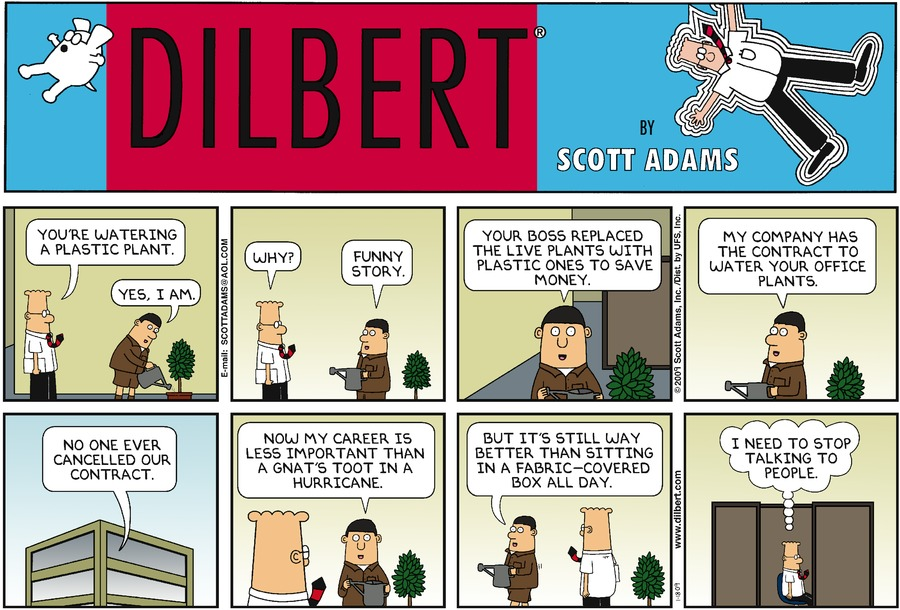 DILBERT®
BY
SCOTT ADAMS
YOU'RE WATERING
A PLASTIC PLANT.
YES, I AM.
E-mail: SCOTTADAMS@AOL.COM
WHY?
FUNNY
STORY.
YOUR BOSS REPLACED
THE LIVE PLANTS WITH
PLASTIC ONES TO SAVE
MONEY.
©2009 Scott Adams, Inc./Dist. by UFS, Inc.
MY COMPANY HAS
THE CONTRACT TO
WATER YOUR OFFICE
PLANTS.
NO ONE EVER
CANCELLED OUR
CONTRACT.
NOW MY CAREER IS
LESS IMPORTANT THAN
A GNAT'S TOOT IN A
HURRICANE.
BUT IT'S STILL WAY
BETTER THAN SITTING
IN A FABRIC-COVERED
BOX ALL DAY.
www.dilbert.com
1-18-09
I NEED TO STOP
TALKING TO
PEOPLE.